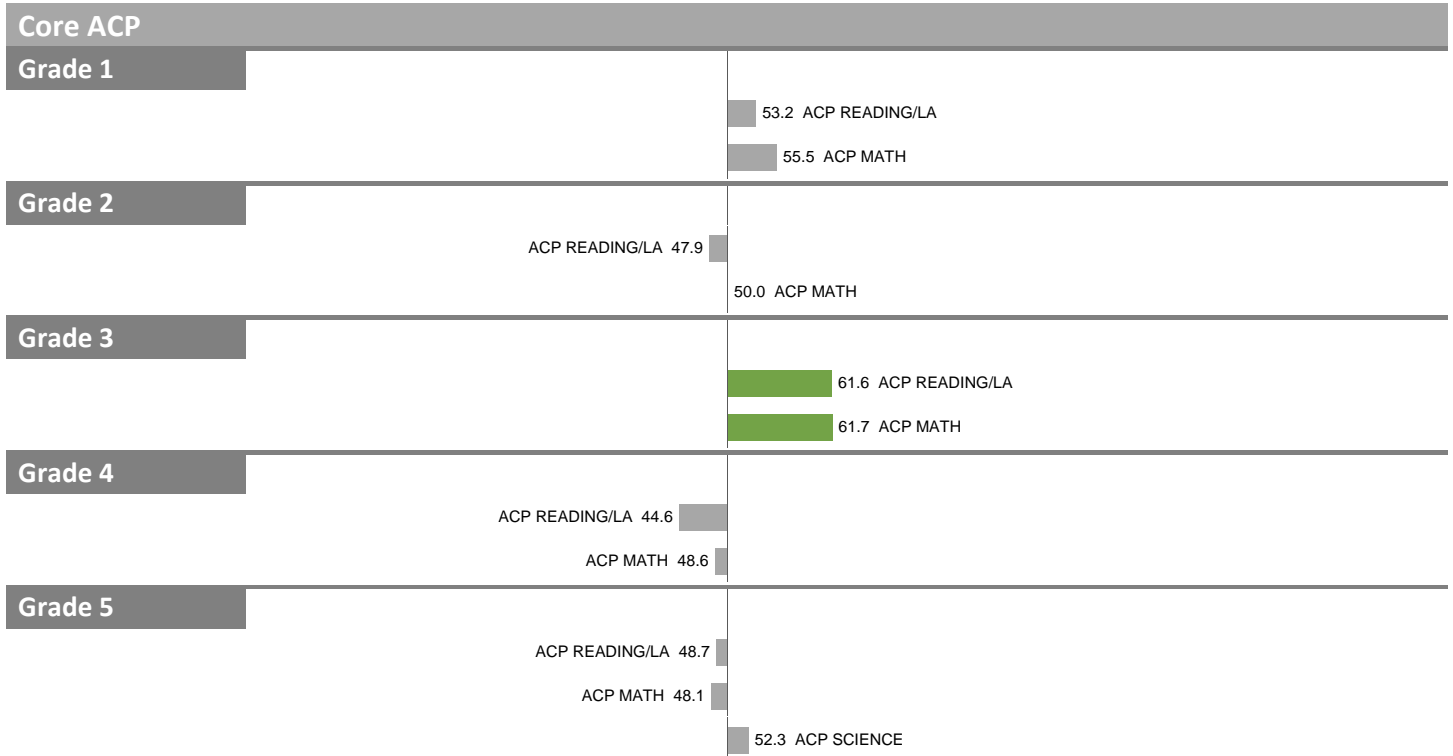 Core ACP
Grade 1
53.2 ACP READING/LA
55.5 ACP MATH
Grade 2
ACP READING/LA 47.9
50.0 ACP MATH
Grade 3
61.6 ACP READING/LA
61.7 ACP MATH
Grade 4
ACP READING/LA 44.6
ACP MATH 48.6
Grade 5
ACP READING/LA 48.7
ACP MATH 48.1
52.3 ACP SCIENCE